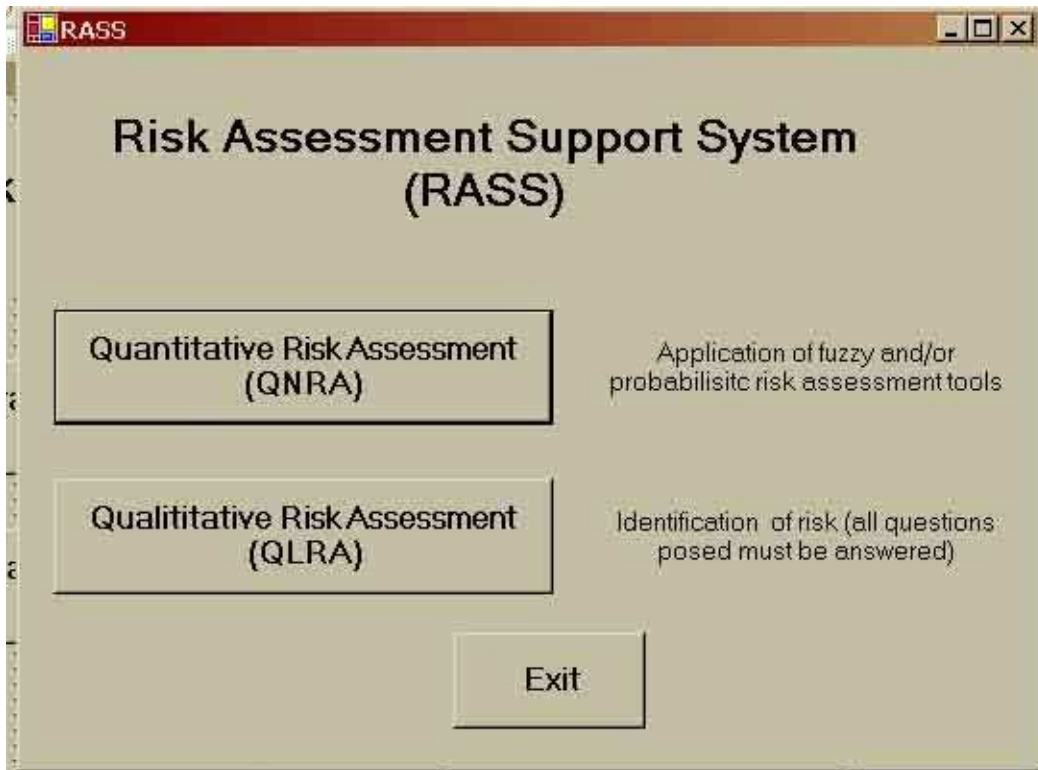 RASS
Risk Assessment Support System
(RASS)
Quantitative Risk Assessment
(QNRA)
Application of fuzzy and/or
probabilisitc risk assessment tools
Qualititative Risk Assessment
(QLRA)
Identification of risk (all questions
posed must be answered)
Exit